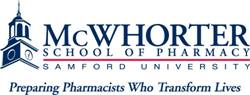 McWHORTER
SCHOOL OF PHARMACY
SAMFORD UNIVERSITY
Preparing Pharmacists Who Transform Lives